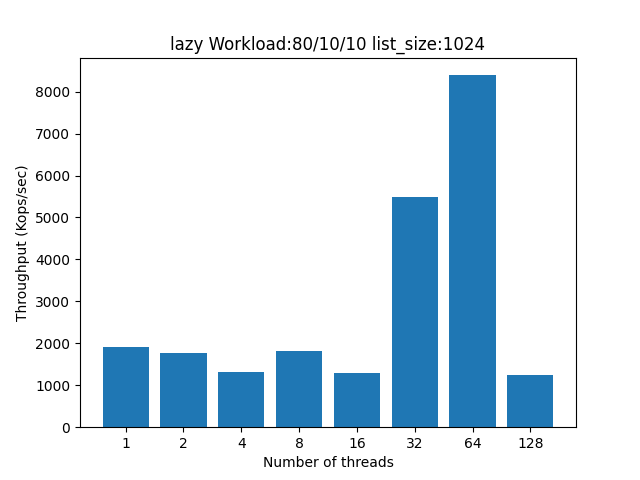 lazy Workload:80/10/10 list_size:1024
Throughput (Kops/sec)
8000
7000
6000
5000
4000
3000
2000
1000
0
1 2 4 8 16 32 64 128
Number of threads